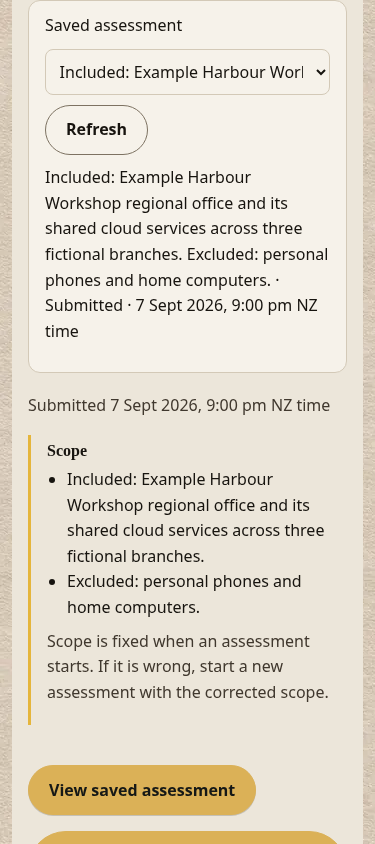 Saved assessment
Included: Example Harbour Worl
Refresh
Included: Example Harbour
Workshop regional office and its
shared cloud services across three
fictional branches. Excluded: personal
phones and home computers. ·
Submitted · 7 Sept 2026, 9:00 pm NZ
time
Submitted 7 Sept 2026, 9:00 pm NZ time
Scope
• Included: Example Harbour
Workshop regional office and its
shared cloud services across three
fictional branches.
• Excluded: personal phones and
home computers.
Scope is fixed when an assessment
starts. If it is wrong, start a new
assessment with the corrected scope.
View saved assessment